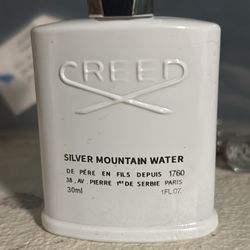 CREED
SILVER MOUNTAIN WATER
DE PÉRE EN FILS DEPUIS 1760
38, AV. PIERRE 1er DE SERBIE PARIS
30ml 1FL.OZ.